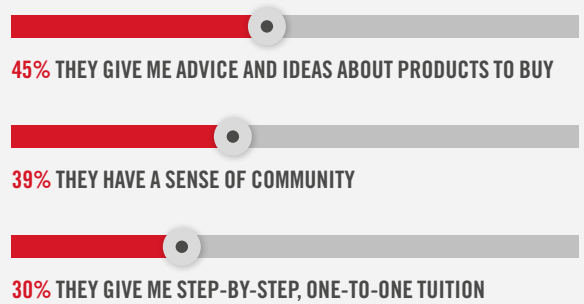 45% THEY GIVE ME ADVICE AND IDEAS ABOUT PRODUCTS TO BUY
39% THEY HAVE A SENSE OF COMMUNITY
30% THEY GIVE ME STEP-BY-STEP, ONE-TO-ONE TUITION